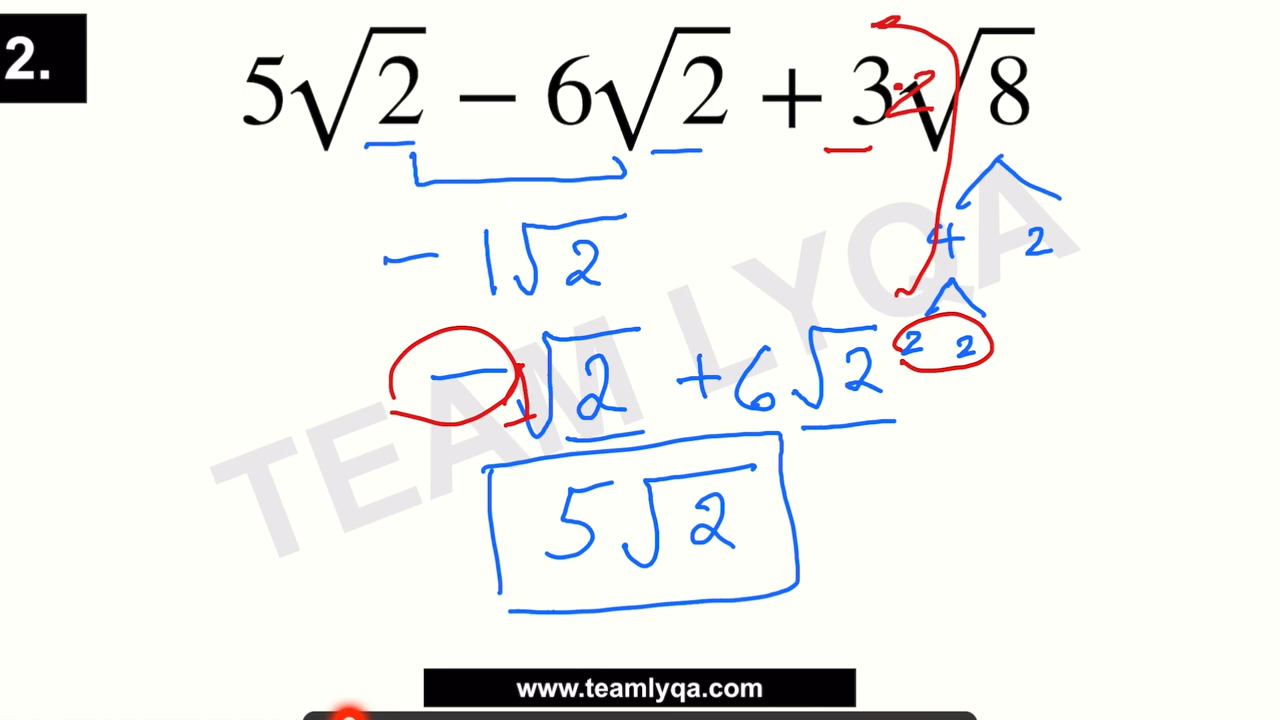 2.
5√2 − 6√2 + 3·2√8
4 2
− 1√2
2 2
− 1√2 + 6√2
5√2
TEAM LYQA
www.teamlyqa.com